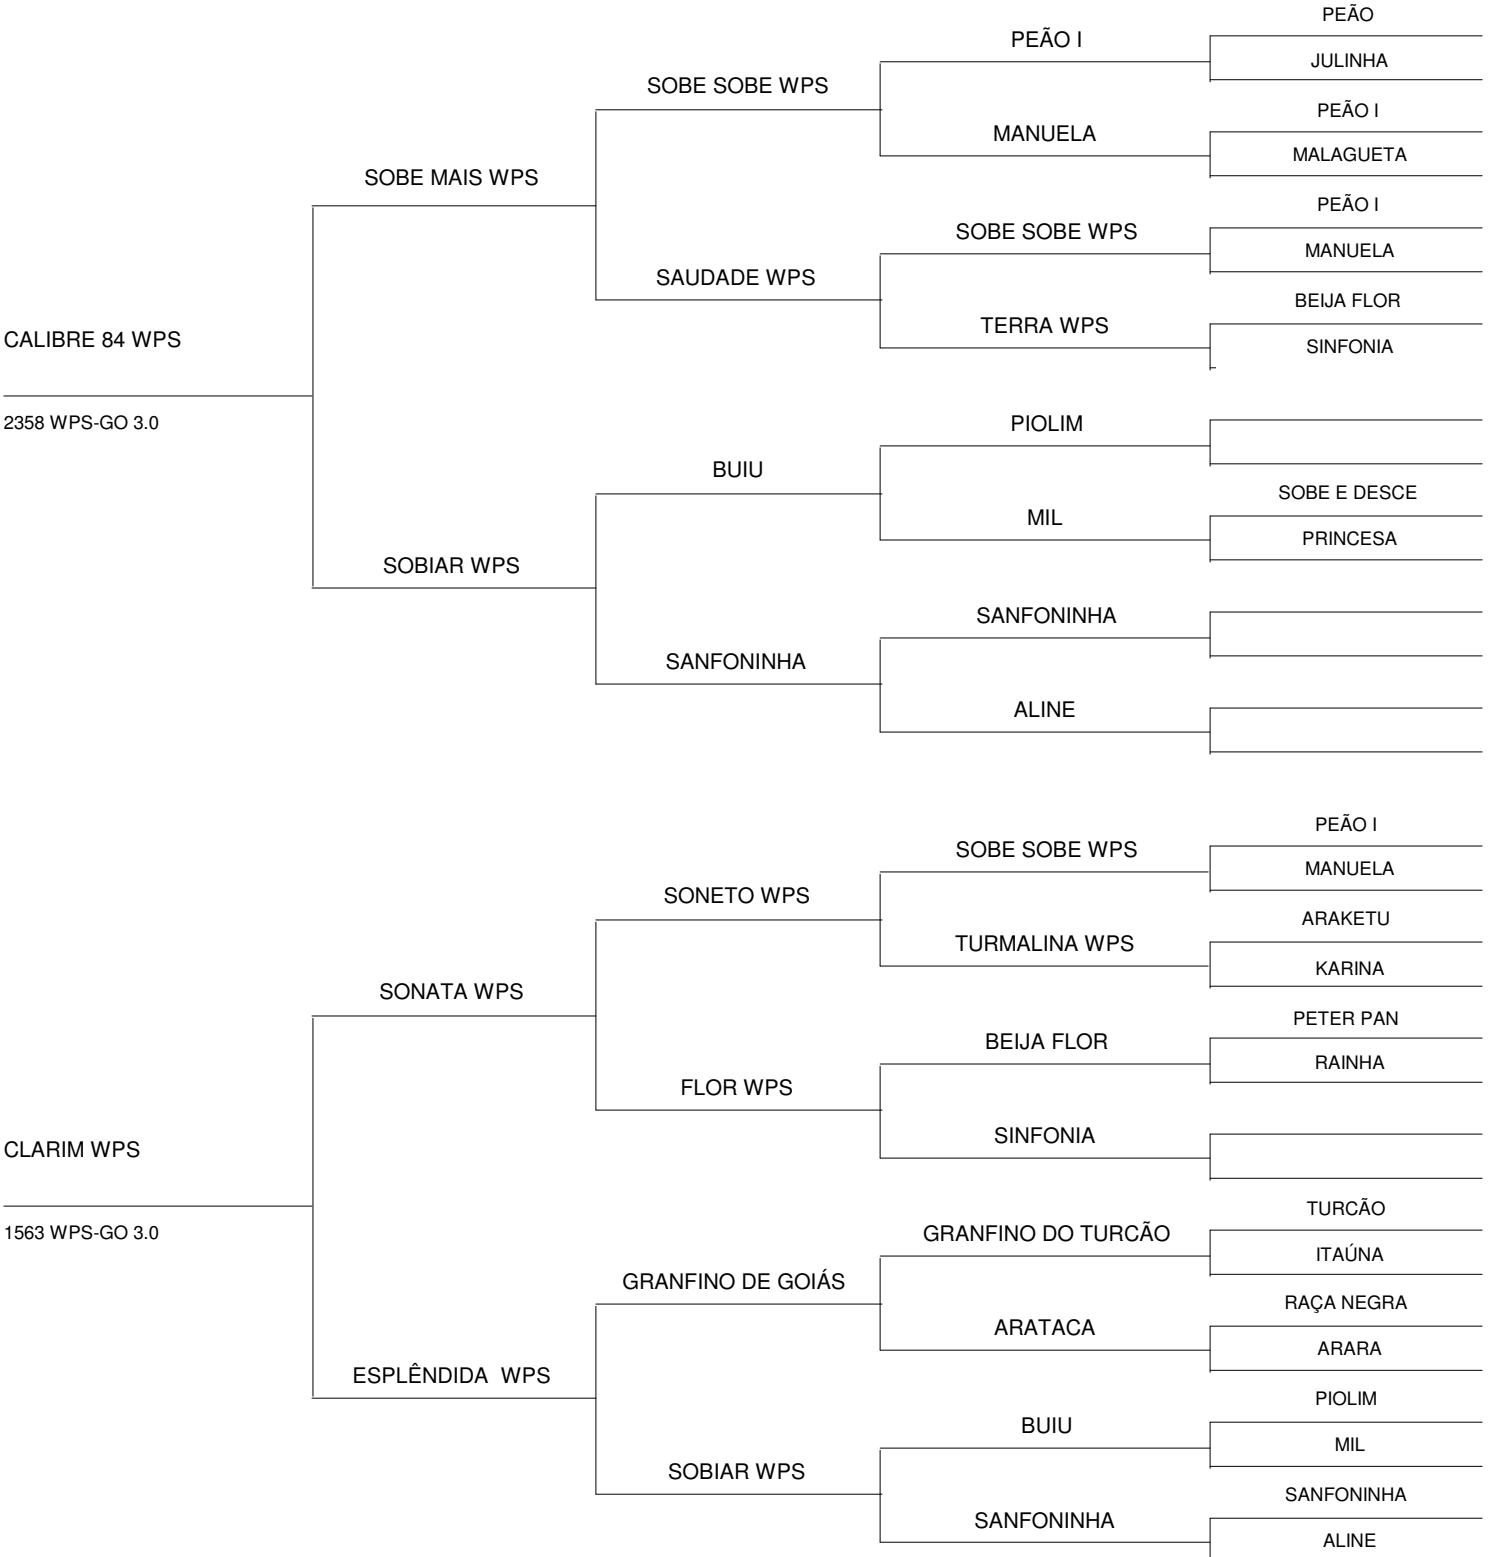 PEÃO
PEÃO I
JULINHA
SOBE SOBE WPS
PEÃO I
MANUELA
MALAGUETA
SOBE MAIS WPS
PEÃO I
SOBE SOBE WPS
MANUELA
SAUDADE WPS
BEIJA FLOR
TERRA WPS
SINFONIA
CALIBRE 84 WPS
2358 WPS-GO 3.0
PIOLIM
BUIU
SOBE E DESCE
MIL
PRINCESA
SOBIAR WPS
SANFONINHA
SANFONINHA
ALINE
PEÃO I
SOBE SOBE WPS
MANUELA
SONETO WPS
ARAKETU
TURMALINA WPS
KARINA
SONATA WPS
PETER PAN
BEIJA FLOR
RAINHA
FLOR WPS
SINFONIA
CLARIM WPS
1563 WPS-GO 3.0
TURCÃO
GRANFINO DO TURCÃO
ITAÚNA
GRANFINO DE GOIÁS
RAÇA NEGRA
ARATACA
ARARA
ESPLÊNDIDA  WPS
PIOLIM
BUIU
MIL
SOBIAR WPS
SANFONINHA
SANFONINHA
ALINE